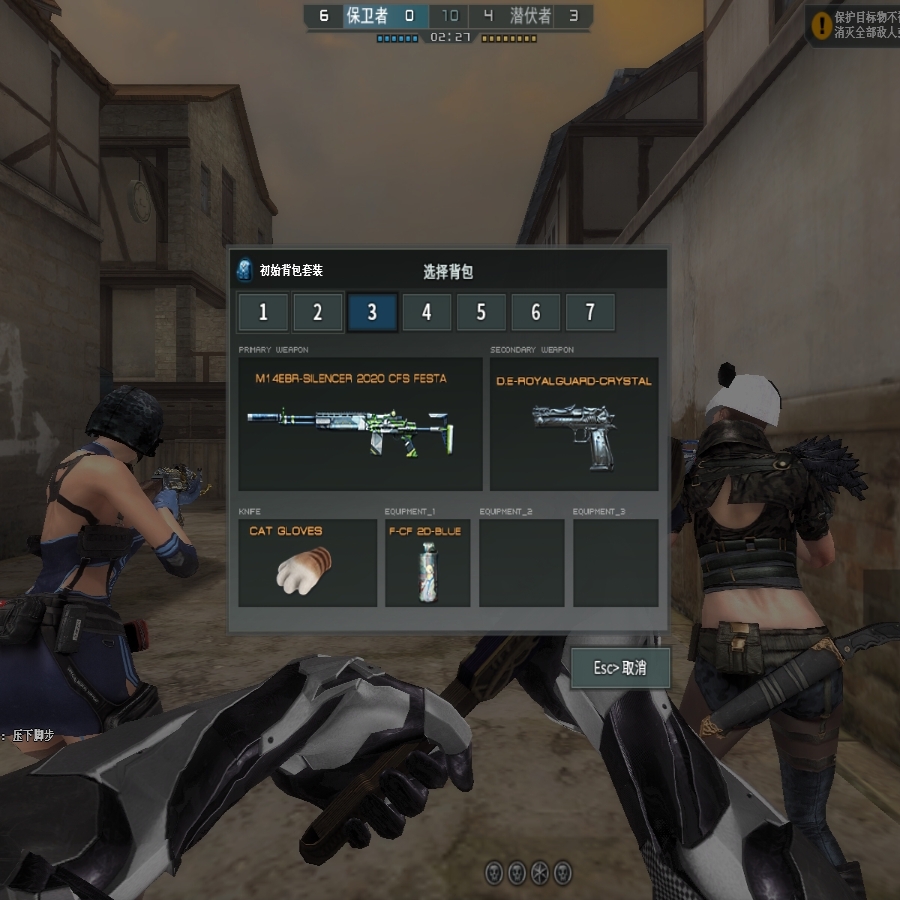 6 保卫者 0 10 4 潜伏者 3
02:27
保护目标物不
消灭全部敌人
初始背包套装
选择背包
1 2 3 4 5 6 7
PRIMARY WEAPON
SECONDARY WEAPON
M14EBR-SILENCER 2020 CFS FESTA
D.E-ROYALGUARD-CRYSTAL
KNIFE
EQUIPMENT_1
EQUIPMENT_2
EQUIPMENT_3
CAT GLOVES
F-CF 2D-BLUE
Esc>取消
: 压下脚步